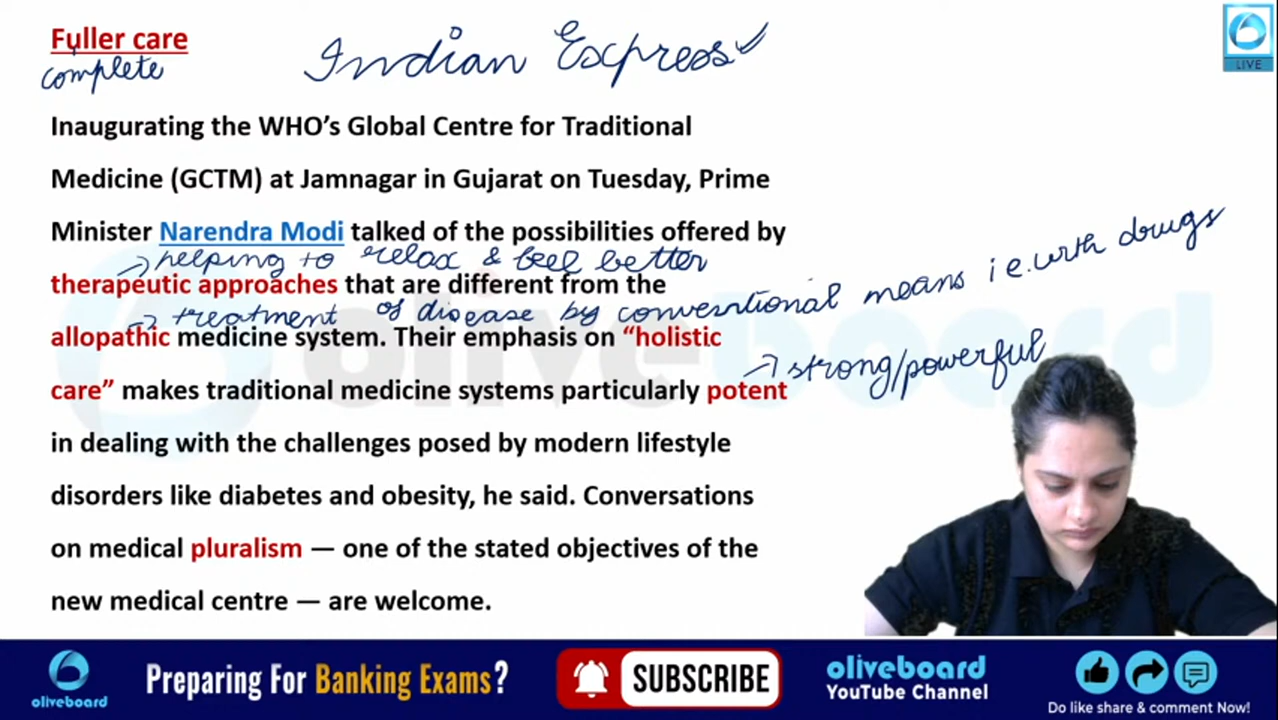 Fuller care
complete
Indian Express
LIVE
Inaugurating the WHO's Global Centre for Traditional
Medicine (GCTM) at Jamnagar in Gujarat on Tuesday, Prime
Minister Narendra Modi talked of the possibilities offered by
helping to relax & feel better
therapeutic approaches that are different from the
treatment of disease by conventional means i.e. with drugs
allopathic medicine system. Their emphasis on “holistic
strong/powerful
care” makes traditional medicine systems particularly potent
in dealing with the challenges posed by modern lifestyle
disorders like diabetes and obesity, he said. Conversations
on medical pluralism — one of the stated objectives of the
new medical centre — are welcome.
oliveboard
oliveboard
Preparing For Banking Exams?
SUBSCRIBE
oliveboard
YouTube Channel
Do like share & comment Now!